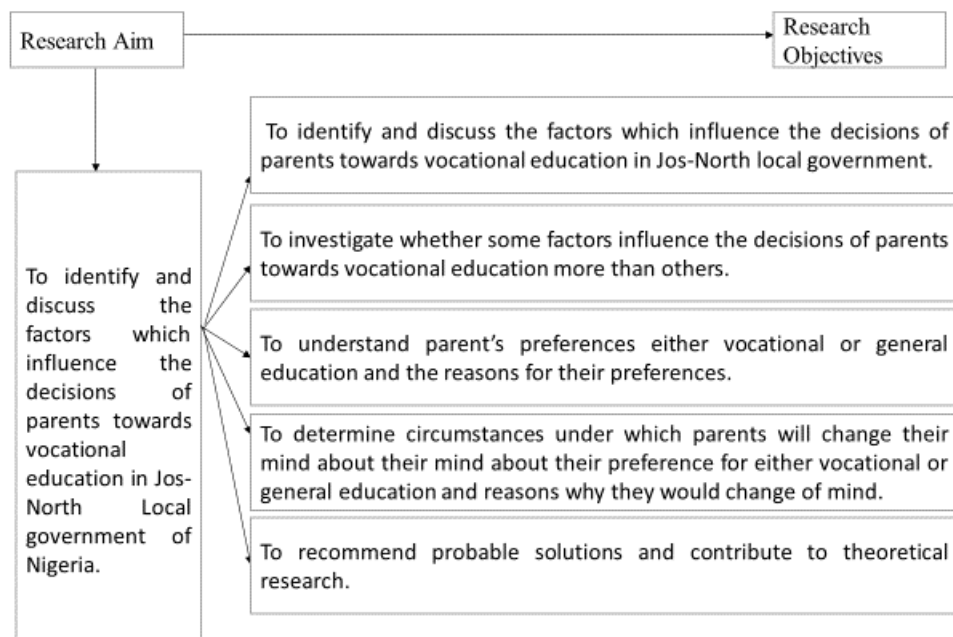 Research Aim
Research
Objectives
To identify and discuss the factors which influence the decisions of parents towards vocational education in Jos-North Local government of Nigeria.
To identify and discuss the factors which influence the decisions of
parents towards vocational education in Jos-North local government.
To investigate whether some factors influence the decisions of parents
towards vocational education more than others.
To understand parent's preferences either vocational or general
education and the reasons for their preferences.
To determine circumstances under which parents will change their
mind about their mind about their preference for either vocational or
general education and reasons why they would change of mind.
To recommend probable solutions and contribute to theoretical
research.